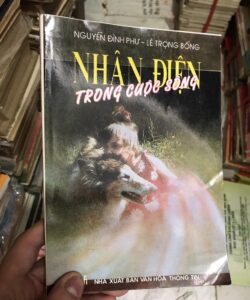 NGUYỄN ĐÌNH PHƯ - LÊ TRỌNG BỔNG
NHÂN ĐIỆN
TRONG CUỘC SỐNG
NHÀ XUẤT BẢN VĂN HÓA THÔNG TIN